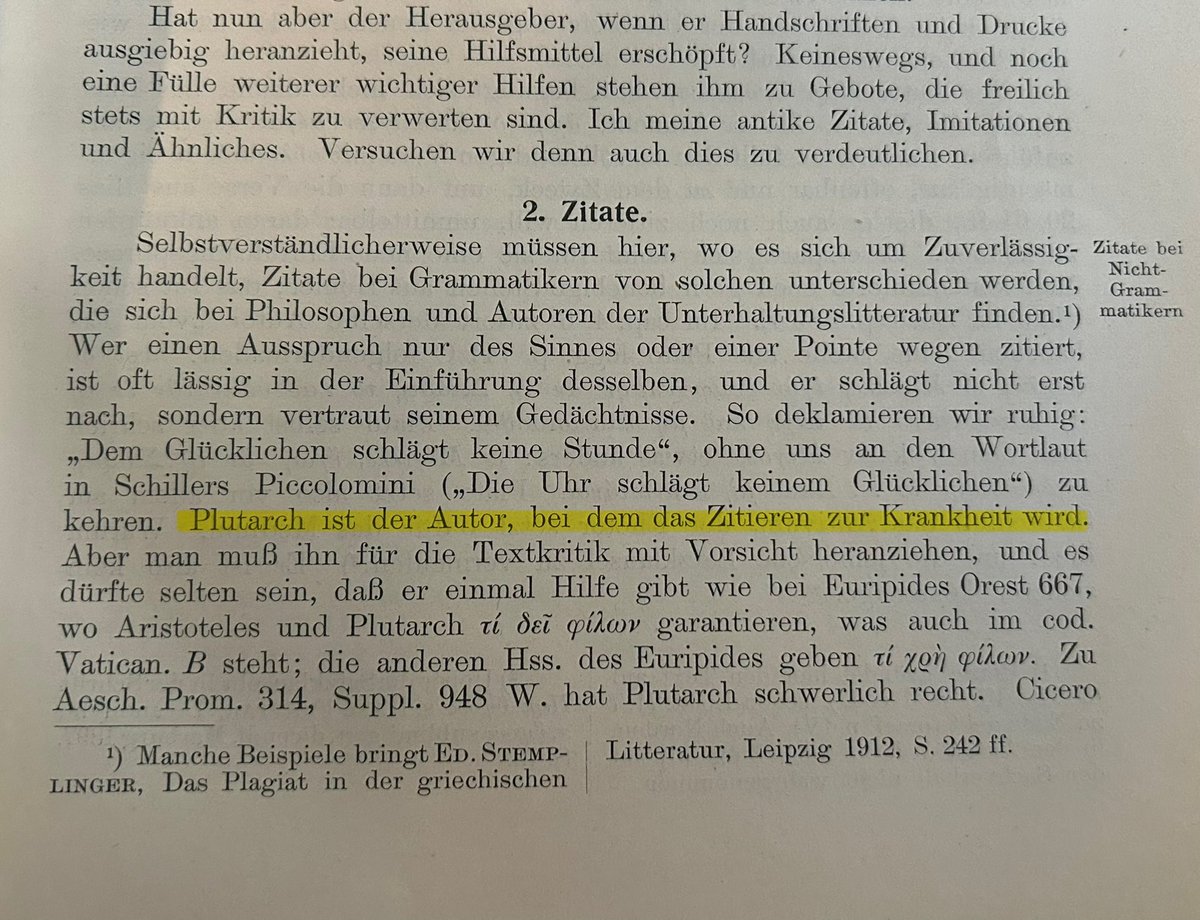 Hat nun aber der Herausgeber, wenn er Handschriften und Drucke
ausgiebig heranzieht, seine Hilfsmittel erschöpft? Keineswegs, und noch
eine Fülle weiterer wichtiger Hilfen stehen ihm zu Gebote, die freilich
stets mit Kritik zu verwerten sind. Ich meine antike Zitate, Imitationen
und Ähnliches. Versuchen wir denn auch dies zu verdeutlichen.
2. Zitate.
Selbstverständlicherweise müssen hier, wo es sich um Zuverlässig-
keit handelt, Zitate bei Grammatikern von solchen unterschieden werden,
die sich bei Philosophen und Autoren der Unterhaltungslitteratur finden.¹)
Wer einen Ausspruch nur des Sinnes oder einer Pointe wegen zitiert,
ist oft lässig in der Einführung desselben, und er schlägt nicht erst
nach, sondern vertraut seinem Gedächtnisse. So deklamieren wir ruhig:
„Dem Glücklichen schlägt keine Stunde“, ohne uns an den Wortlaut
in Schillers Piccolomini („Die Uhr schlägt keinem Glücklichen“) zu
kehren. Plutarch ist der Autor, bei dem das Zitieren zur Krankheit wird.
Aber man muß ihn für die Textkritik mit Vorsicht heranziehen, und es
dürfte selten sein, daß er einmal Hilfe gibt wie bei Euripides Orest 667,
wo Aristoteles und Plutarch τί δεῖ φίλων garantieren, was auch im cod.
Vatican. B steht; die anderen Hss. des Euripides geben τί χρὴ φίλων. Zu
Aesch. Prom. 314, Suppl. 948 W. hat Plutarch schwerlich recht. Cicero
Zitate bei
Nicht-
Gram-
matikern
¹) Manche Beispiele bringt ED. STEMP-
LINGER, Das Plagiat in der griechischen
Litteratur, Leipzig 1912, S. 242 ff.